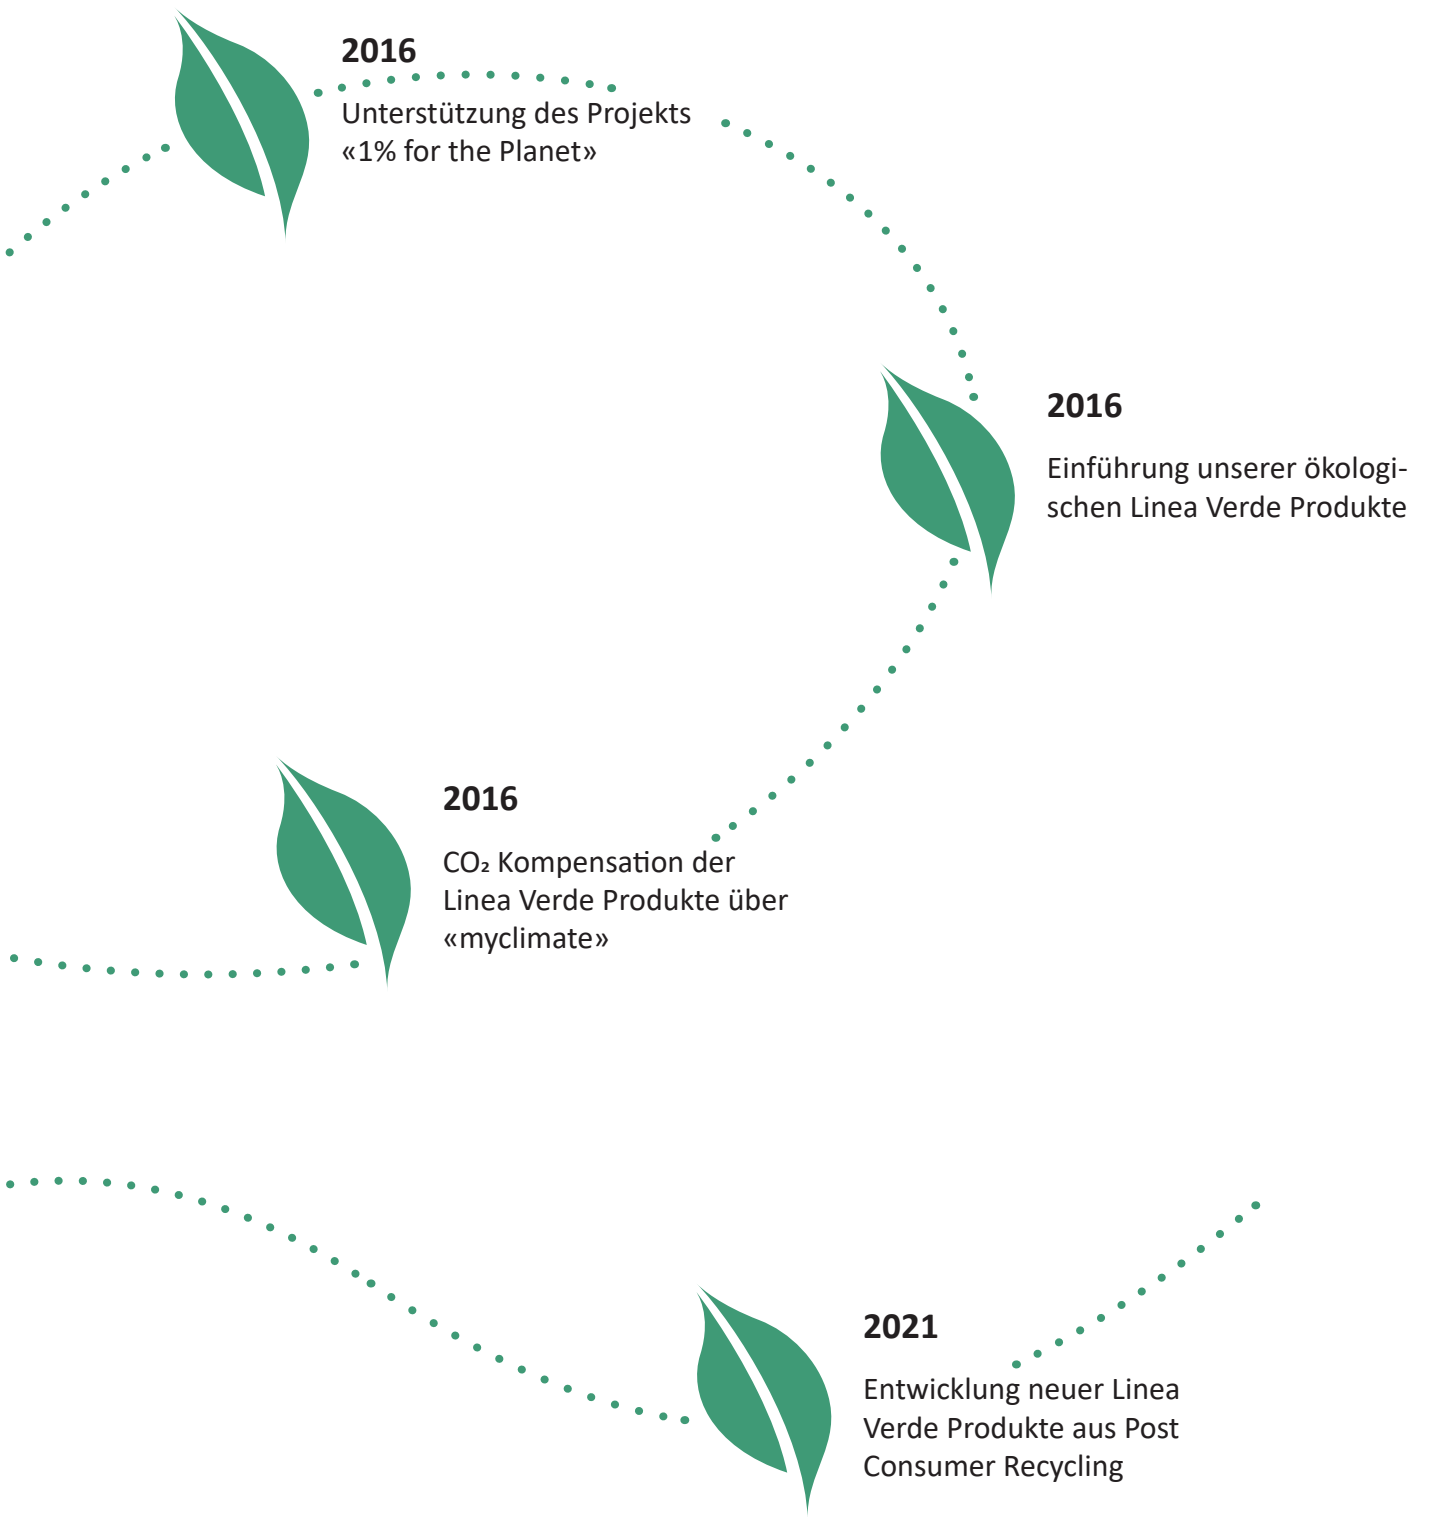 2016
Unterstützung des Projekts
«1% for the Planet»
2016
Einführung unserer ökologi-
schen Linea Verde Produkte
2016
CO₂ Kompensation der
Linea Verde Produkte über
«myclimate»
2021
Entwicklung neuer Linea
Verde Produkte aus Post
Consumer Recycling